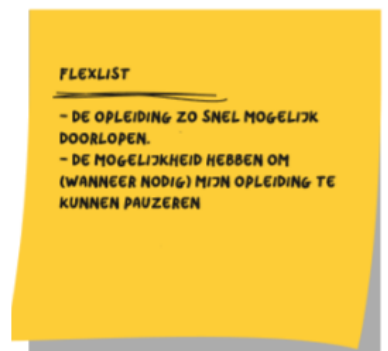 FLEXLIST
- DE OPLEIDING ZO SNEL MOGELIJK
DOORLOPEN.
- DE MOGELIJKHEID HEBBEN OM
(WANNEER NODIG) MIJN OPLEIDING TE
KUNNEN PAUZEREN